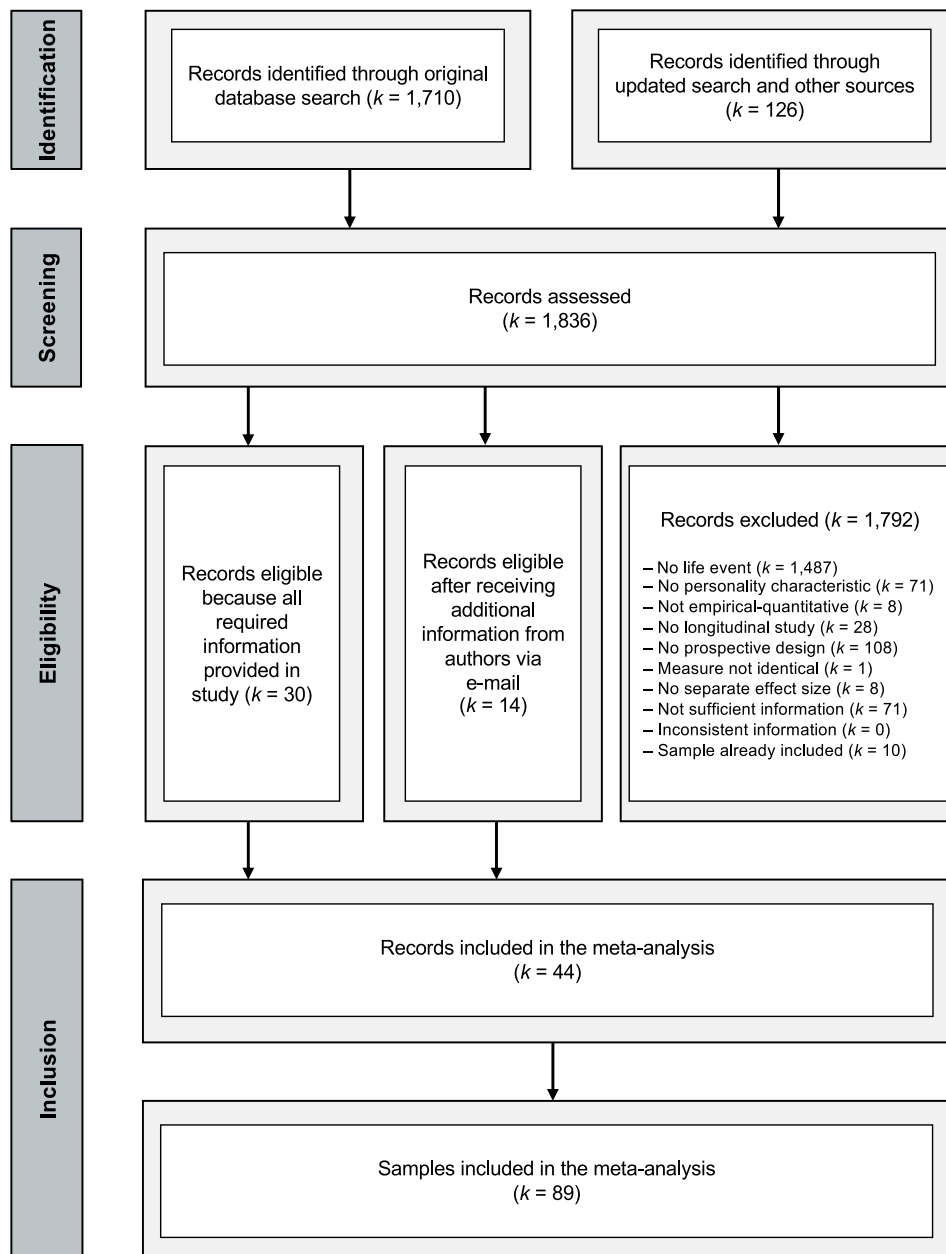 Identification
Records identified through original
database search (k = 1,710)
Records identified through
updated search and other sources
(k = 126)
Screening
Records assessed
(k = 1,836)
Eligibility
Records eligible
because all
required
information
provided in
study (k = 30)
Records eligible
after receiving
additional
information from
authors via
e-mail
(k = 14)
Records excluded (k = 1,792)
– No life event (k = 1,487)
– No personality characteristic (k = 71)
– Not empirical-quantitative (k = 8)
– No longitudinal study (k = 28)
– No prospective design (k = 108)
– Measure not identical (k = 1)
– No separate effect size (k = 8)
– Not sufficient information (k = 71)
– Inconsistent information (k = 0)
– Sample already included (k = 10)
Inclusion
Records included in the meta-analysis
(k = 44)
Samples included in the meta-analysis
(k = 89)